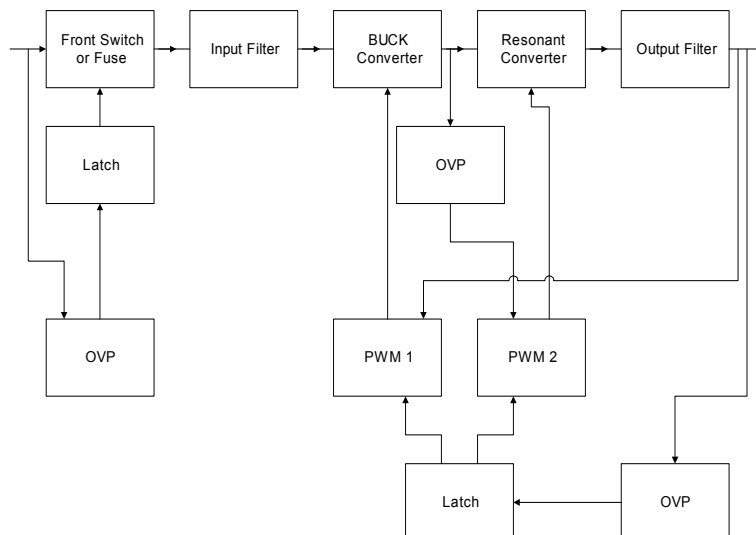 Front Switch
or Fuse
Input Filter
BUCK
Converter
Resonant
Converter
Output Filter
Latch
OVP
OVP
PWM 1
PWM 2
Latch
OVP